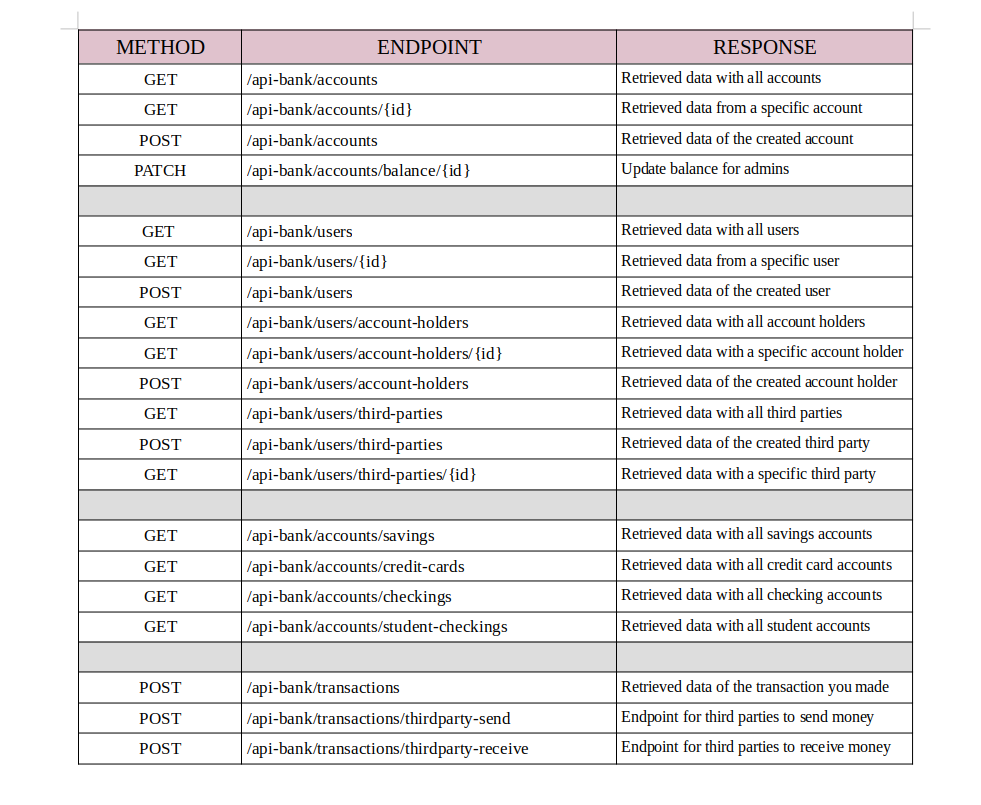 METHOD ENDPOINT RESPONSE
GET /api-bank/accounts Retrieved data with all accounts
GET /api-bank/accounts/{id} Retrieved data from a specific account
POST /api-bank/accounts Retrieved data of the created account
PATCH /api-bank/accounts/balance/{id} Update balance for admins
GET /api-bank/users Retrieved data with all users
GET /api-bank/users/{id} Retrieved data from a specific user
POST /api-bank/users Retrieved data of the created user
GET /api-bank/users/account-holders Retrieved data with all account holders
GET /api-bank/users/account-holders/{id} Retrieved data with a specific account holder
POST /api-bank/users/account-holders Retrieved data of the created account holder
GET /api-bank/users/third-parties Retrieved data with all third parties
POST /api-bank/users/third-parties Retrieved data of the created third party
GET /api-bank/users/third-parties/{id} Retrieved data with a specific third party
GET /api-bank/accounts/savings Retrieved data with all savings accounts
GET /api-bank/accounts/credit-cards Retrieved data with all credit card accounts
GET /api-bank/accounts/checkings Retrieved data with all checking accounts
GET /api-bank/accounts/student-checkings Retrieved data with all student accounts
POST /api-bank/transactions Retrieved data of the transaction you made
POST /api-bank/transactions/thirdparty-send Endpoint for third parties to send money
POST /api-bank/transactions/thirdparty-receive Endpoint for third parties to receive money